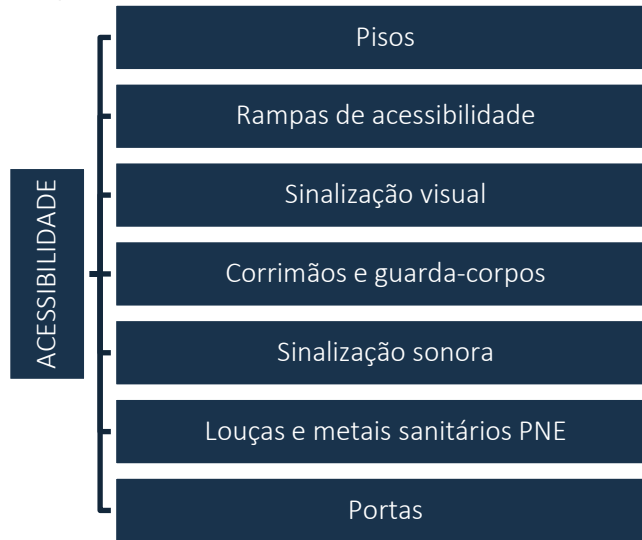 ACESSIBILIDADE
Pisos
Rampas de acessibilidade
Sinalização visual
Corrimãos e guarda-corpos
Sinalização sonora
Louças e metais sanitários PNE
Portas